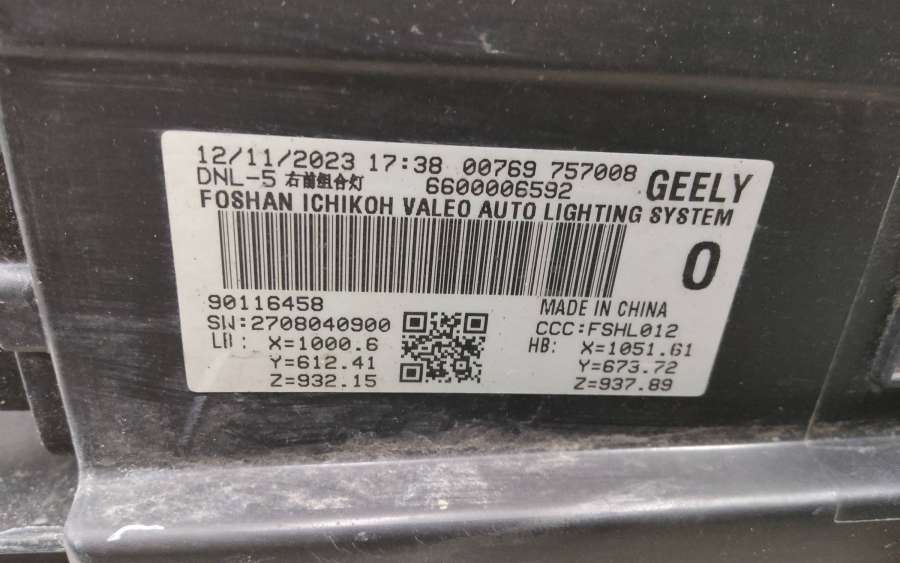 12/11/2023 17:38 00769 757008
DNL-5 右前组合灯 6600006592
GEELY
FOSHAN ICHIKOH VALEO AUTO LIGHTING SYSTEM
0
90116458
MADE IN CHINA
SW:2708040900
CCC:FSHL012
LB: X=1000.6
Y=612.41
Z=932.15
HB: X=1051.61
Y=673.72
Z=937.89